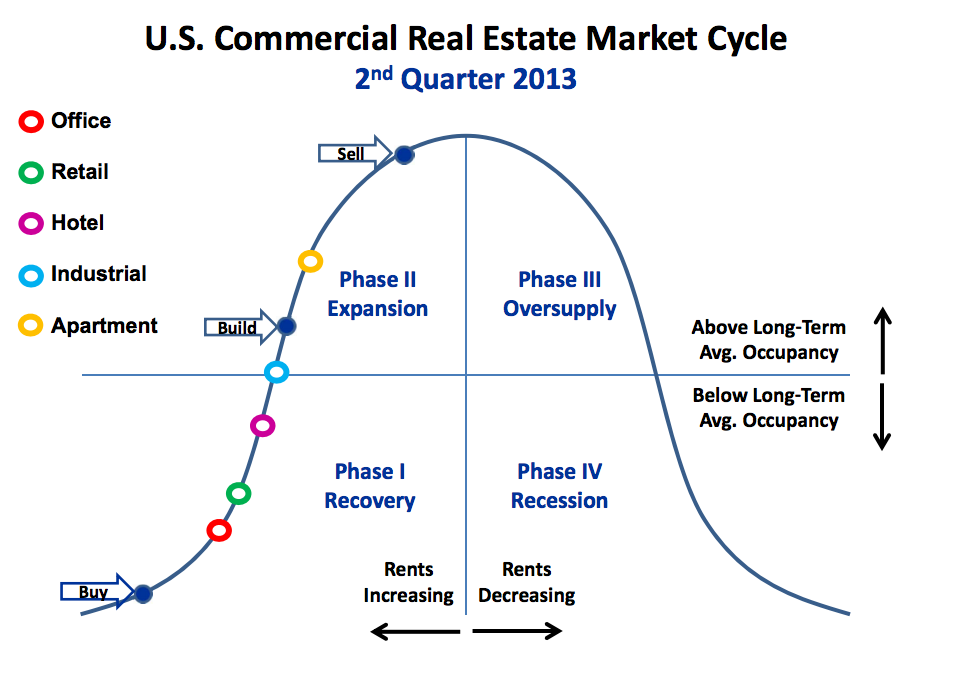 U.S. Commercial Real Estate Market Cycle
2nd Quarter 2013
Office
Retail
Hotel
Industrial
Apartment
Sell
Build
Buy
Phase II
Expansion
Phase III
Oversupply
Above Long-Term
Avg. Occupancy
Below Long-Term
Avg. Occupancy
Phase I
Recovery
Phase IV
Recession
Rents
Increasing
Rents
Decreasing